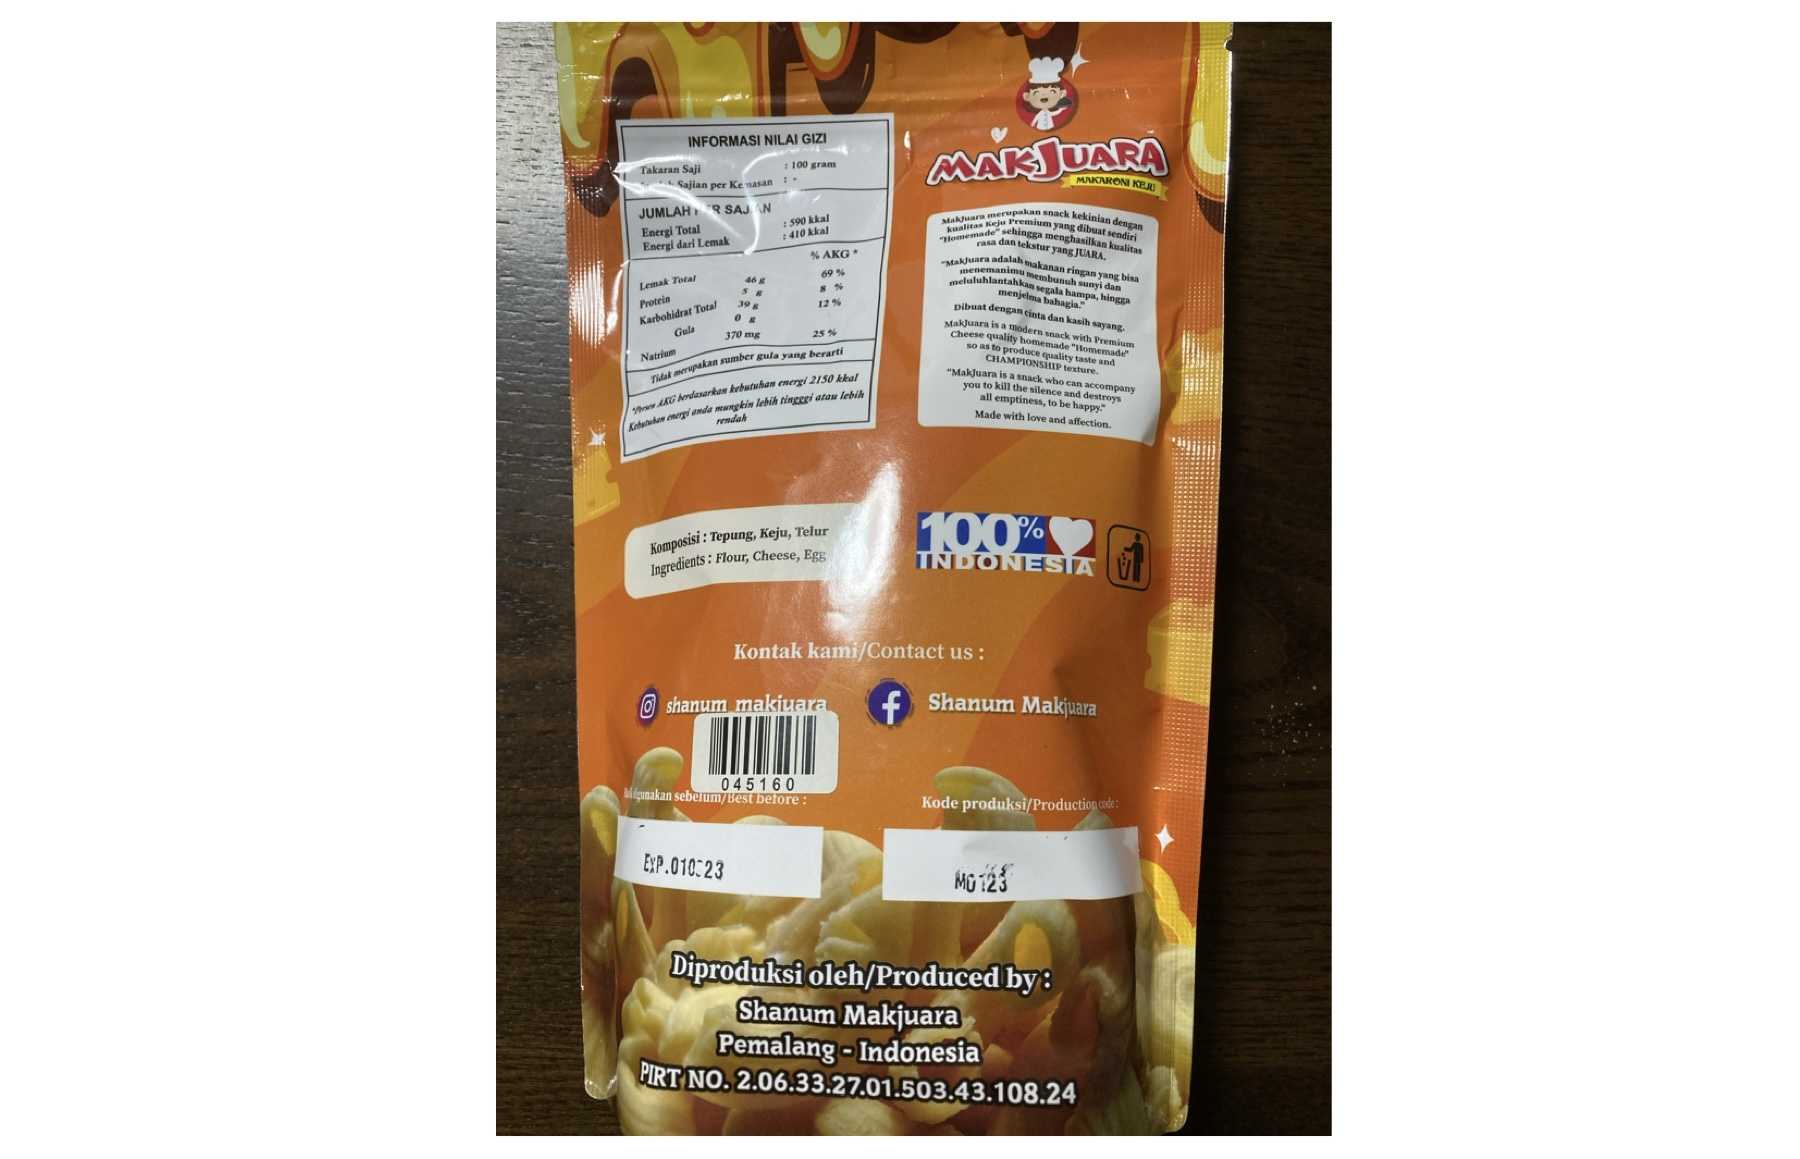 INFORMASI NILAI GIZI
Takaran Saji : 100 gram
Sajian per Kemasan : -
JUMLAH PER SAJIAN
Energi Total : 590 kkal
Energi dari Lemak : 410 kkal
% AKG *
Lemak Total 46 g 69 %
Protein 5 g 8 %
Karbohidrat Total 39 g 12 %
Gula 0 g
Natrium 370 mg 25 %
Tidak merupakan sumber gula yang berarti
*Persen AKG berdasarkan kebutuhan energi 2150 kkal
Kebutuhan energi anda mungkin lebih tingggi atau lebih
rendah
MAKJUARA
MAKARONI KEJU
MakJuara merupakan snack kekinian dengan
kualitas Keju Premium yang dibuat sendiri
"Homemade" sehingga menghasilkan kualitas
rasa dan tekstur yang JUARA.
"MakJuara adalah makanan ringan yang bisa
menemanimu membunuh sunyi dan
meluluhlantahkan segala hampa, hingga
menjelma bahagia."
Dibuat dengan cinta dan kasih sayang.
MakJuara is a modern snack with Premium
Cheese quality homemade "Homemade"
so as to produce quality taste and
CHAMPIONSHIP texture.
"MakJuara is a snack who can accompany
you to kill the silence and destroys
all emptiness, to be happy."
Made with love and affection.
Komposisi : Tepung, Keju, Telur
Ingredients : Flour, Cheese, Egg
100%
INDONESIA
Kontak kami/Contact us :
shanum_makjuara
Shanum Makjuara
045160
digunakan sebelum/Best before :
Kode produksi/Production code :
Diproduksi oleh/Produced by :
Shanum Makjuara
Pemalang - Indonesia
PIRT NO. 2.06.33.27.01.503.43.108.24